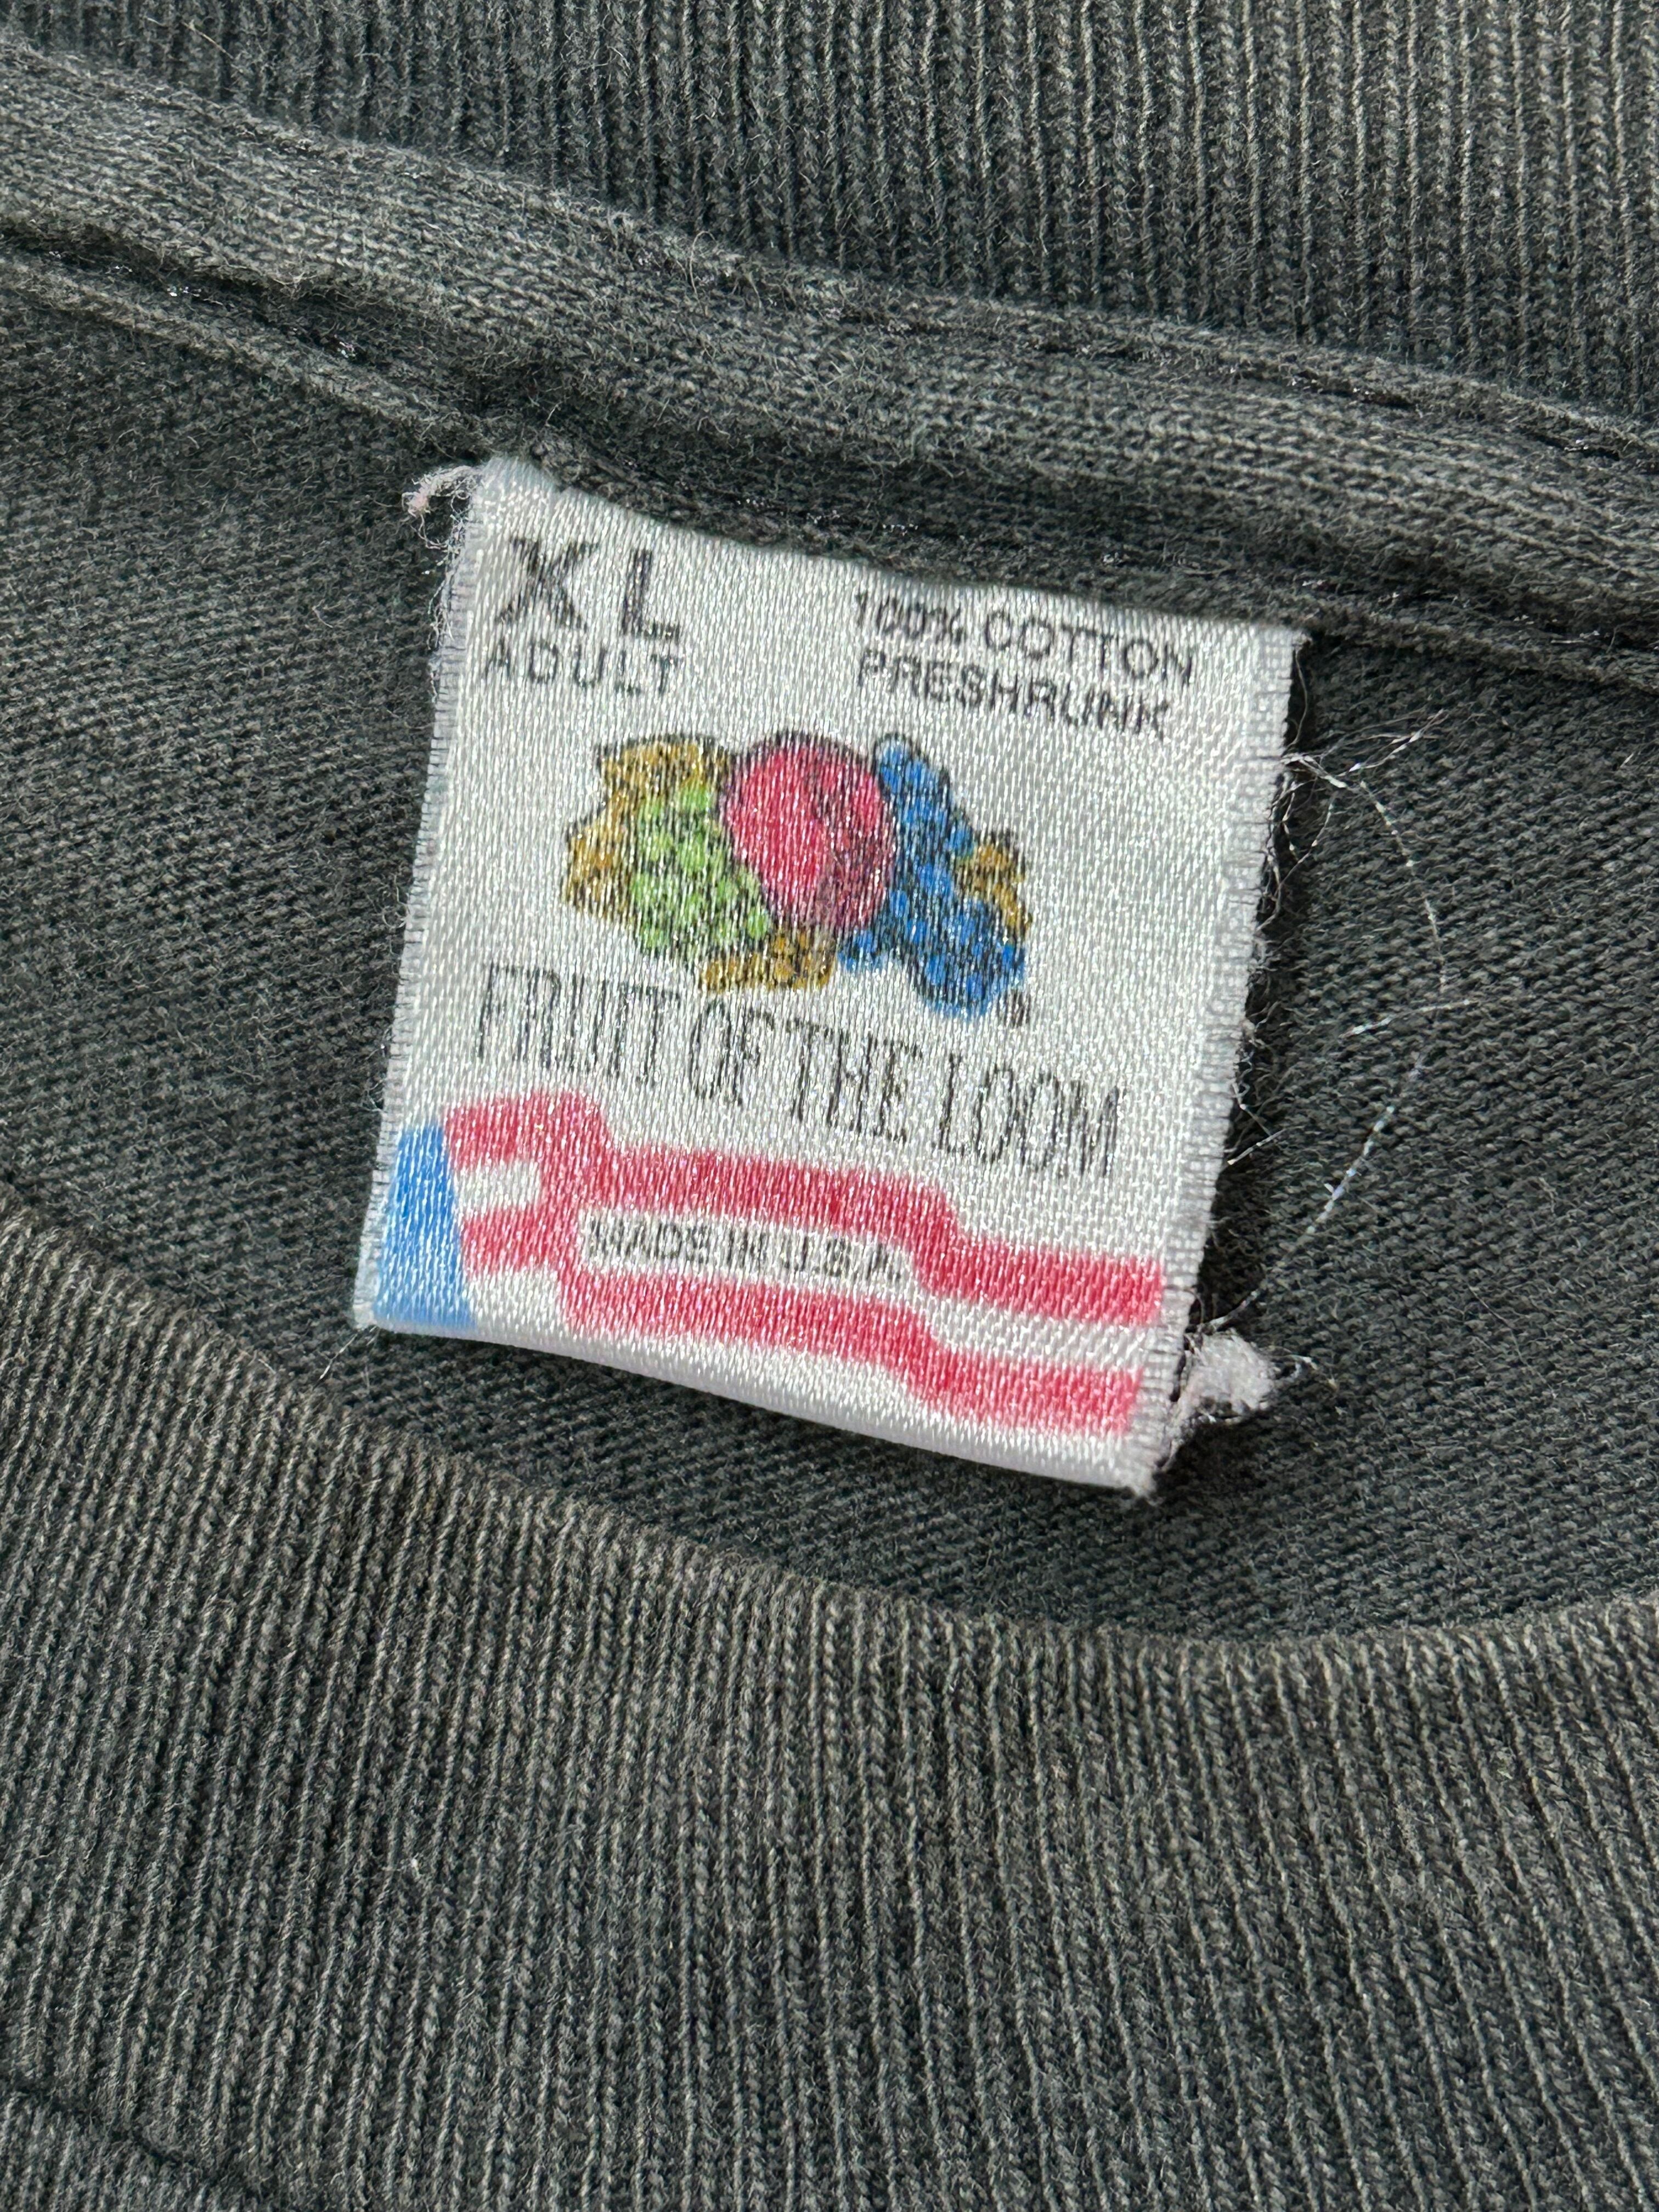 XL
ADULT
100% COTTON
PRESHRUNK
®
FRUIT OF THE LOOM
MADE IN U.S.A.